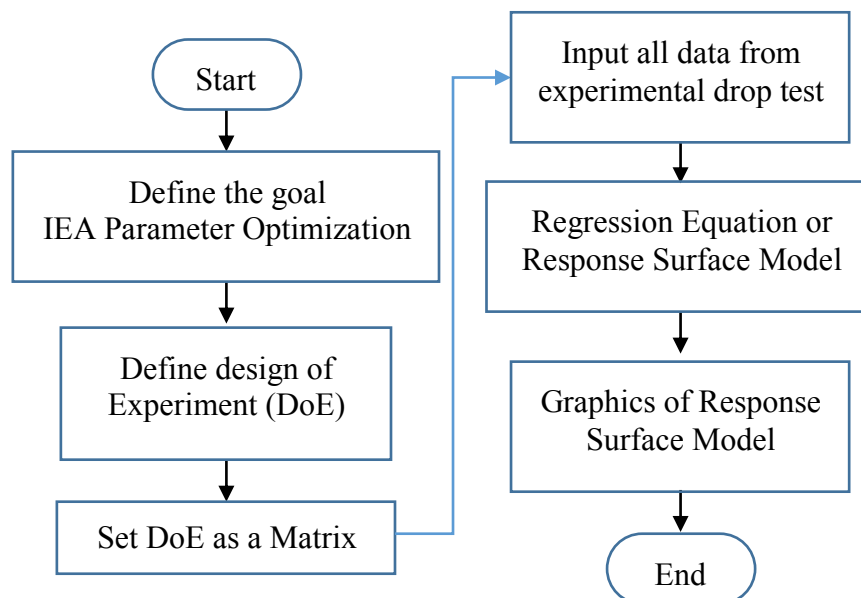 Start
Define the goal
IEA Parameter Optimization
Define design of
Experiment (DoE)
Set DoE as a Matrix
Input all data from
experimental drop test
Regression Equation or
Response Surface Model
Graphics of Response
Surface Model
End